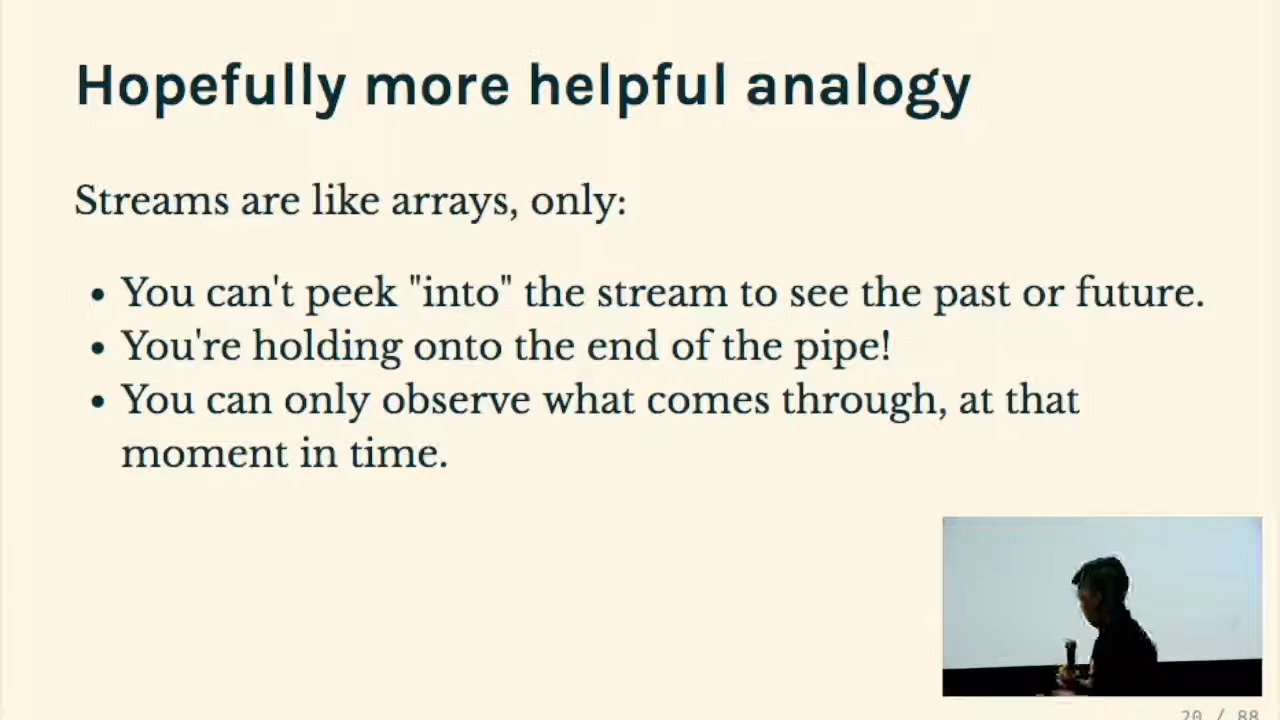 Hopefully more helpful analogy
Streams are like arrays, only:
• You can't peek "into" the stream to see the past or future.
• You're holding onto the end of the pipe!
• You can only observe what comes through, at that
moment in time.
20 / 88